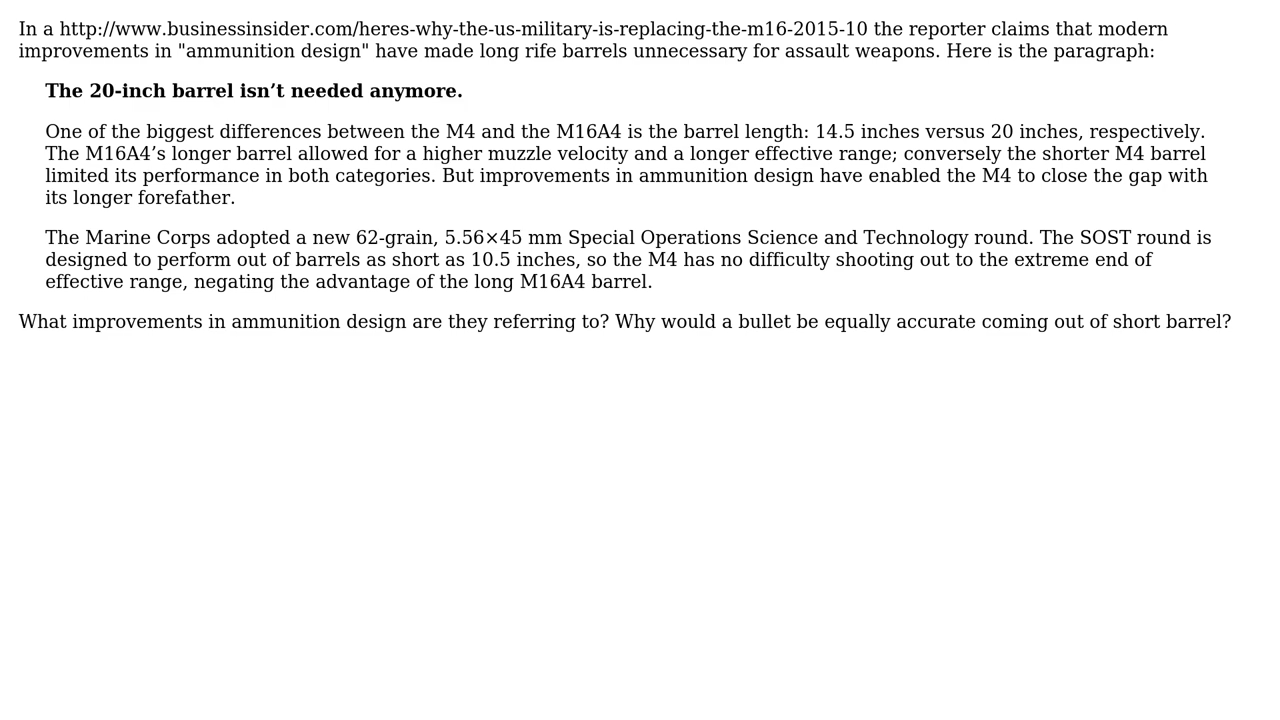 In a http://www.businessinsider.com/heres-why-the-us-military-is-replacing-the-m16-2015-10 the reporter claims that modern
improvements in "ammunition design" have made long rife barrels unnecessary for assault weapons. Here is the paragraph:
The 20-inch barrel isn’t needed anymore.
One of the biggest differences between the M4 and the M16A4 is the barrel length: 14.5 inches versus 20 inches, respectively.
The M16A4’s longer barrel allowed for a higher muzzle velocity and a longer effective range; conversely the shorter M4 barrel
limited its performance in both categories. But improvements in ammunition design have enabled the M4 to close the gap with
its longer forefather.
The Marine Corps adopted a new 62-grain, 5.56×45 mm Special Operations Science and Technology round. The SOST round is
designed to perform out of barrels as short as 10.5 inches, so the M4 has no difficulty shooting out to the extreme end of
effective range, negating the advantage of the long M16A4 barrel.
What improvements in ammunition design are they referring to? Why would a bullet be equally accurate coming out of short barrel?